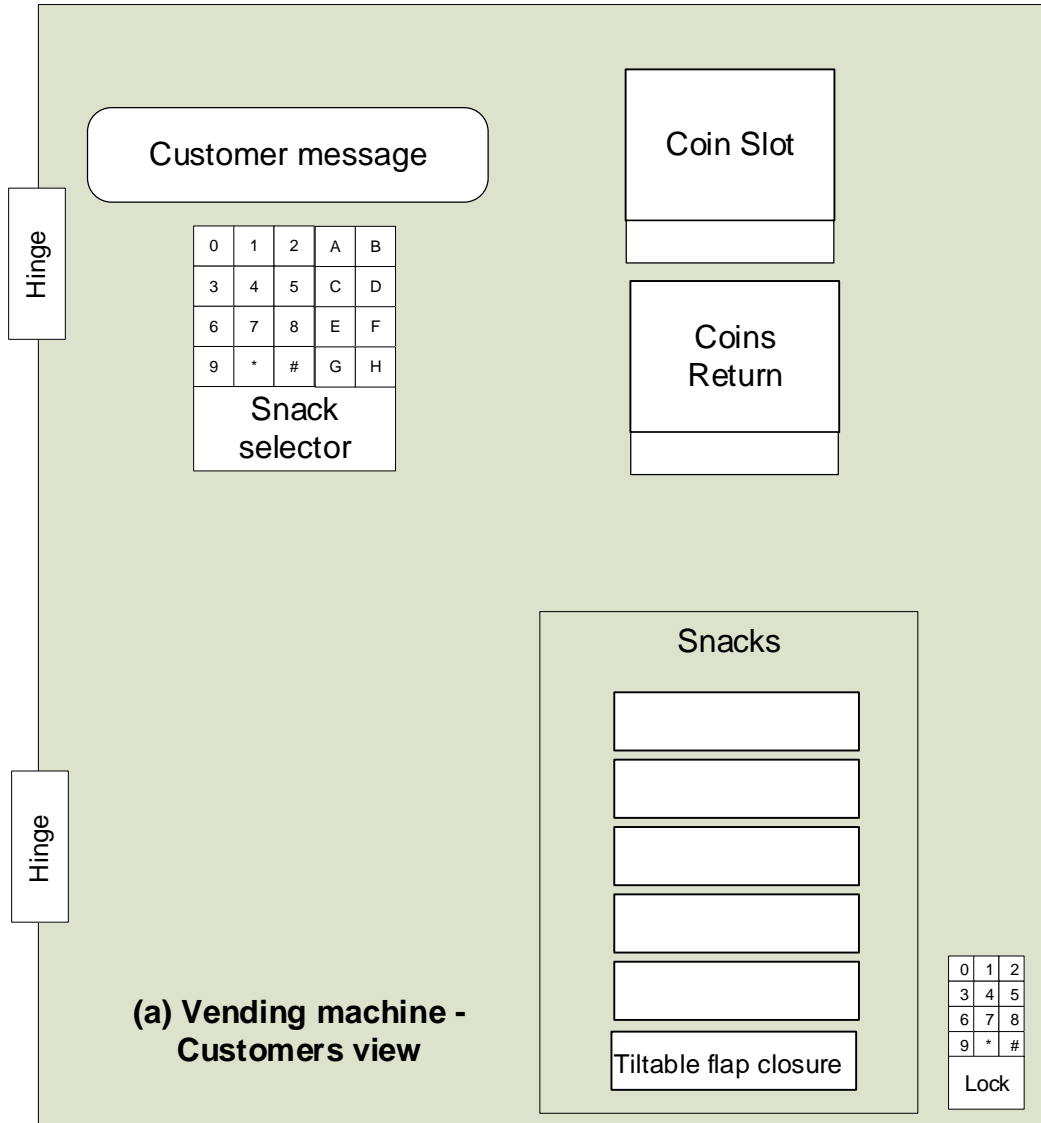 Customer message
Coin Slot
Hinge
0 1 2 A B
3 4 5 C D
6 7 8 E F
9 * # G H
Snack
selector
Coins
Return
Snacks
Hinge
(a) Vending machine -
Customers view
Tiltable flap closure
0 1 2
3 4 5
6 7 8
9 * #
Lock